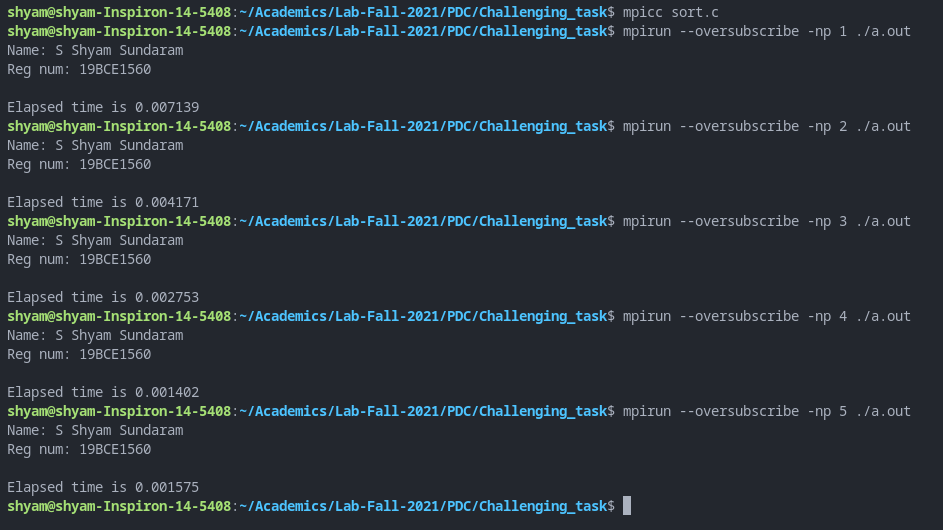 shyam@shyam-Inspiron-14-5408:~/Academics/Lab-Fall-2021/PDC/Challenging_task$ mpicc sort.c
shyam@shyam-Inspiron-14-5408:~/Academics/Lab-Fall-2021/PDC/Challenging_task$ mpirun --oversubscribe -np 1 ./a.out
Name: S Shyam Sundaram
Reg num: 19BCE1560

Elapsed time is 0.007139
shyam@shyam-Inspiron-14-5408:~/Academics/Lab-Fall-2021/PDC/Challenging_task$ mpirun --oversubscribe -np 2 ./a.out
Name: S Shyam Sundaram
Reg num: 19BCE1560

Elapsed time is 0.004171
shyam@shyam-Inspiron-14-5408:~/Academics/Lab-Fall-2021/PDC/Challenging_task$ mpirun --oversubscribe -np 3 ./a.out
Name: S Shyam Sundaram
Reg num: 19BCE1560

Elapsed time is 0.002753
shyam@shyam-Inspiron-14-5408:~/Academics/Lab-Fall-2021/PDC/Challenging_task$ mpirun --oversubscribe -np 4 ./a.out
Name: S Shyam Sundaram
Reg num: 19BCE1560

Elapsed time is 0.001402
shyam@shyam-Inspiron-14-5408:~/Academics/Lab-Fall-2021/PDC/Challenging_task$ mpirun --oversubscribe -np 5 ./a.out
Name: S Shyam Sundaram
Reg num: 19BCE1560

Elapsed time is 0.001575
shyam@shyam-Inspiron-14-5408:~/Academics/Lab-Fall-2021/PDC/Challenging_task$